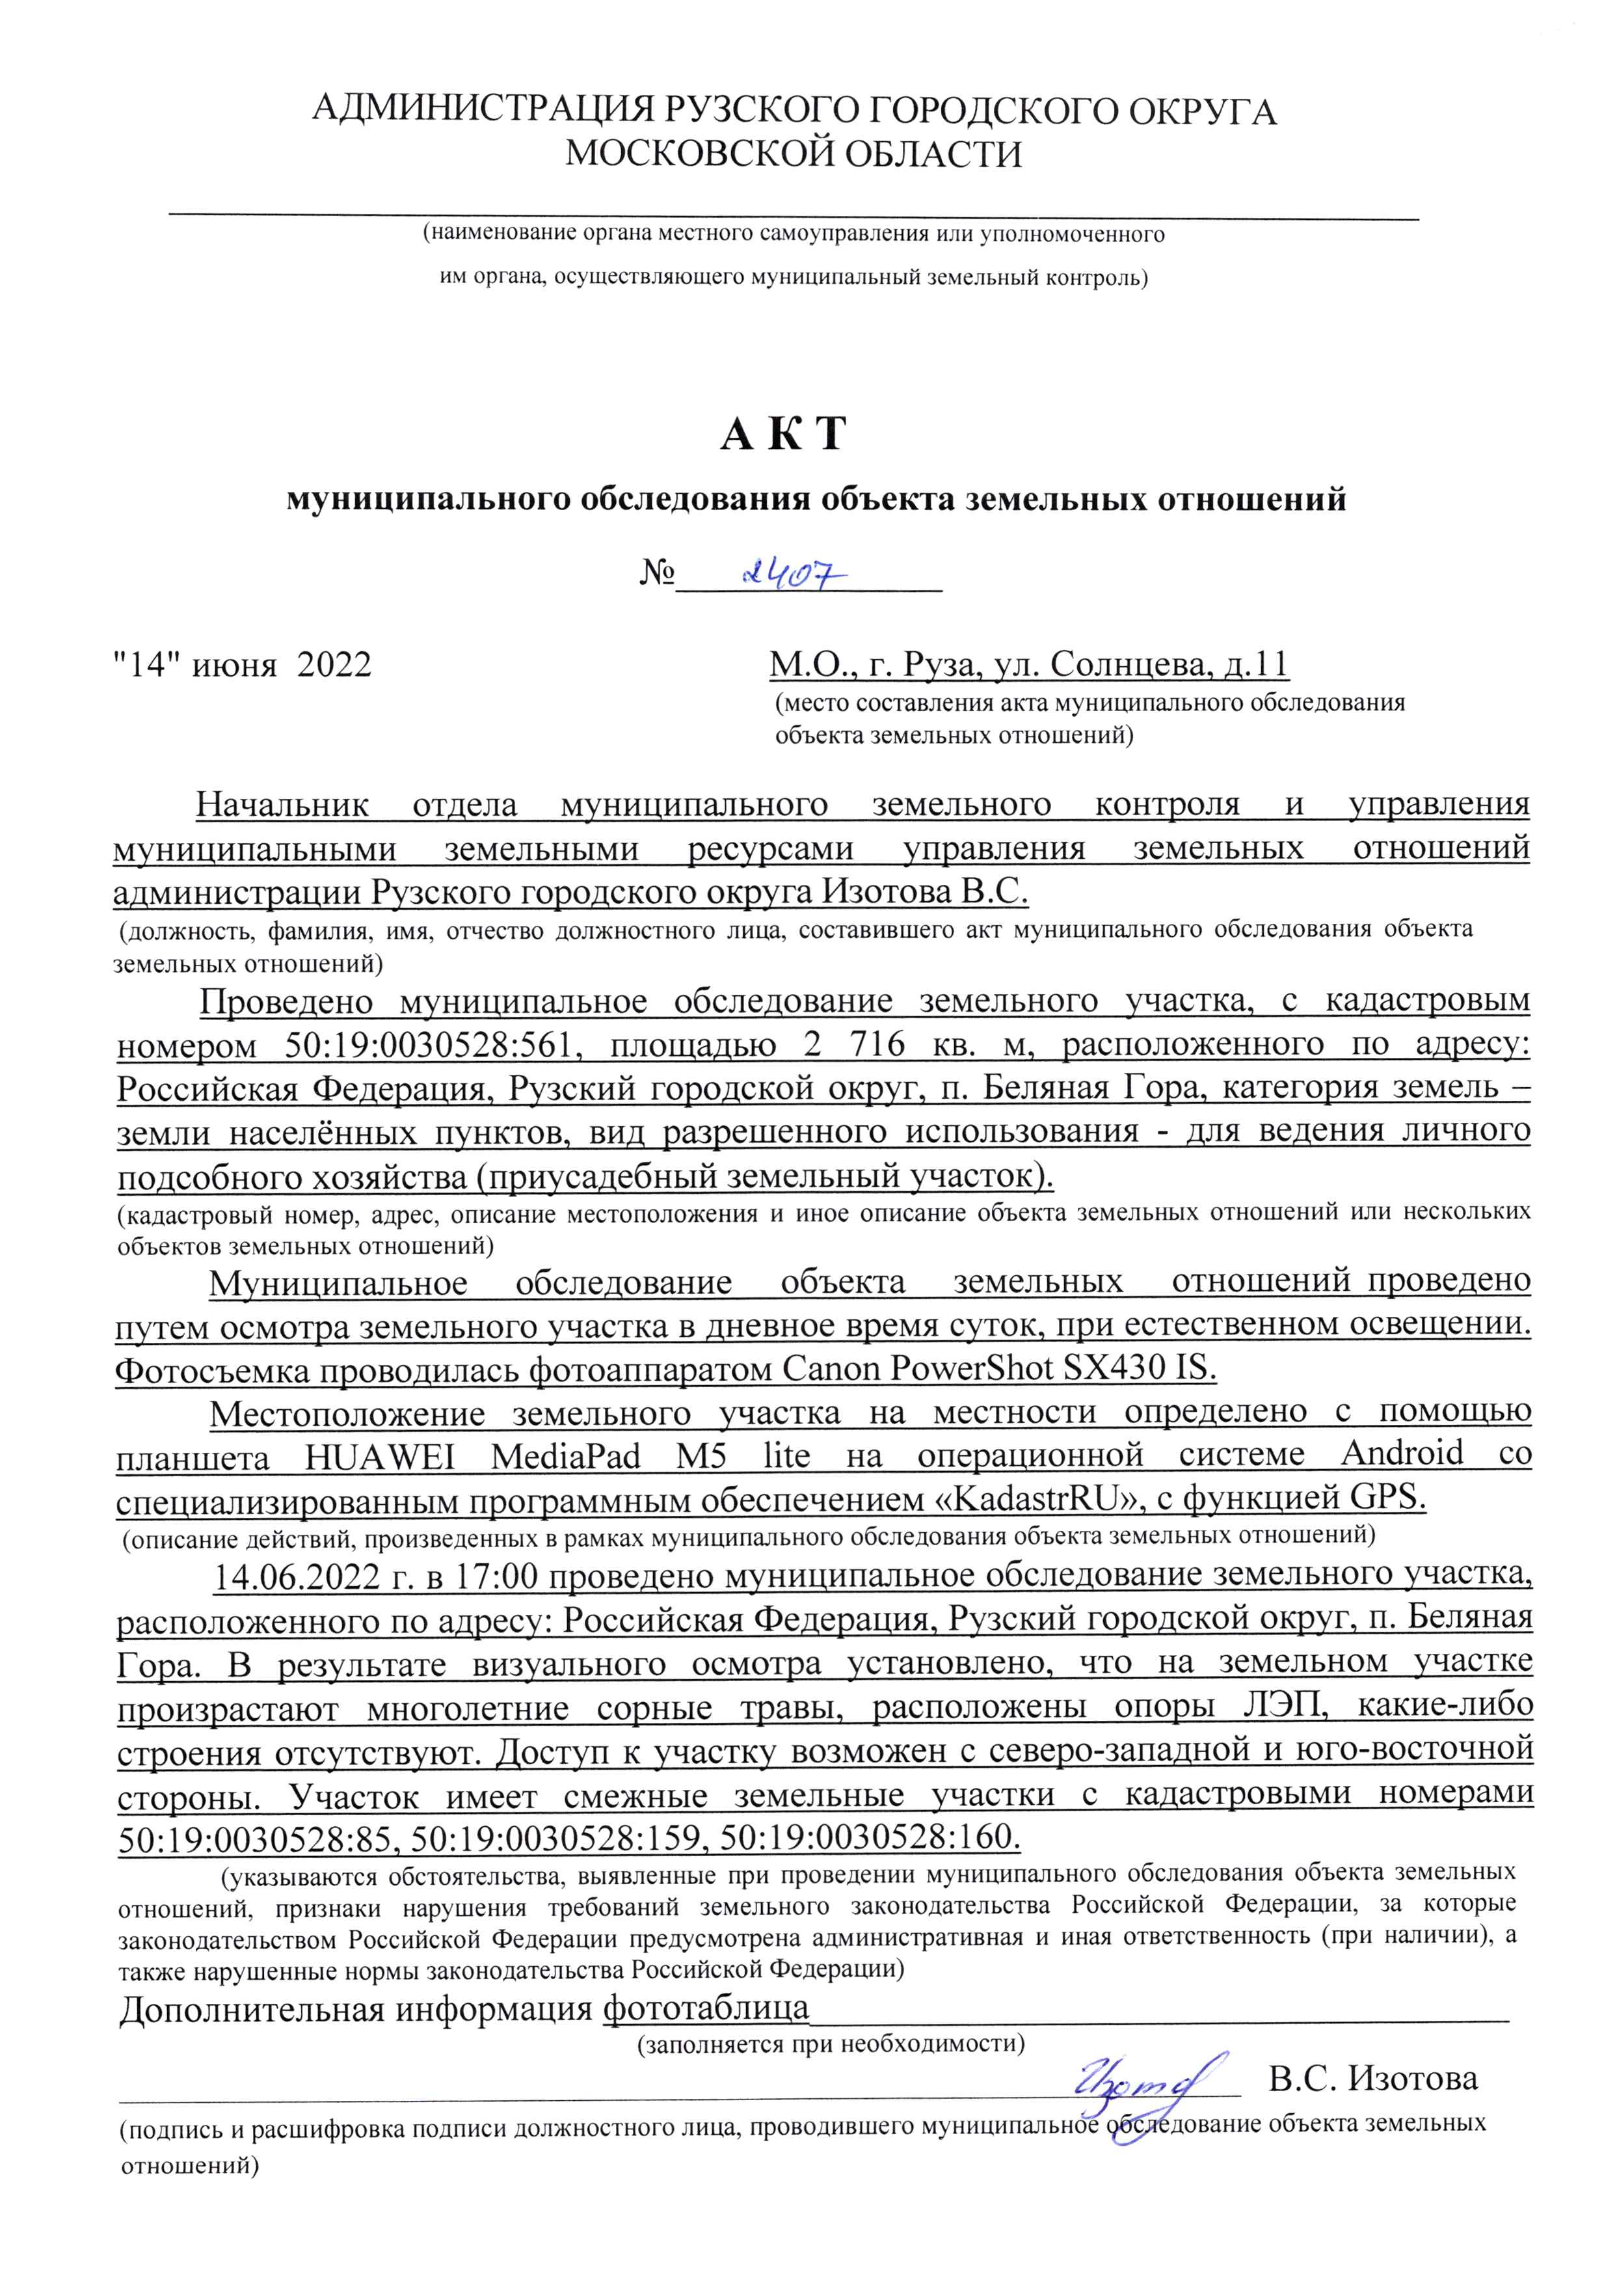 АДМИНИСТРАЦИЯ РУЗСКОГО ГОРОДСКОГО ОКРУГА
МОСКОВСКОЙ ОБЛАСТИ
(наименование органа местного самоуправления или уполномоченного
им органа, осуществляющего муниципальный земельный контроль)
А К Т
муниципального обследования объекта земельных отношений
№ 2407
"14" июня 2022 М.О., г. Руза, ул. Солнцева, д.11
(место составления акта муниципального обследования
объекта земельных отношений)
Начальник отдела муниципального земельного контроля и управления
муниципальными земельными ресурсами управления земельных отношений
администрации Рузского городского округа Изотова В.С.
(должность, фамилия, имя, отчество должностного лица, составившего акт муниципального обследования объекта
земельных отношений)
Проведено муниципальное обследование земельного участка, с кадастровым
номером 50:19:0030528:561, площадью 2 716 кв. м, расположенного по адресу:
Российская Федерация, Рузский городской округ, п. Беляная Гора, категория земель –
земли населённых пунктов, вид разрешенного использования - для ведения личного
подсобного хозяйства (приусадебный земельный участок).
(кадастровый номер, адрес, описание местоположения и иное описание объекта земельных отношений или нескольких
объектов земельных отношений)
Муниципальное обследование объекта земельных отношений проведено
путем осмотра земельного участка в дневное время суток, при естественном освещении.
Фотосъемка проводилась фотоаппаратом Canon PowerShot SX430 IS.
Местоположение земельного участка на местности определено с помощью
планшета HUAWEI MediaPad M5 lite на операционной системе Android со
специализированным программным обеспечением «KadastrRU», с функцией GPS.
(описание действий, произведенных в рамках муниципального обследования объекта земельных отношений)
14.06.2022 г. в 17:00 проведено муниципальное обследование земельного участка,
расположенного по адресу: Российская Федерация, Рузский городской округ, п. Беляная
Гора. В результате визуального осмотра установлено, что на земельном участке
произрастают многолетние сорные травы, расположены опоры ЛЭП, какие-либо
строения отсутствуют. Доступ к участку возможен с северо-западной и юго-восточной
стороны. Участок имеет смежные земельные участки с кадастровыми номерами
50:19:0030528:85, 50:19:0030528:159, 50:19:0030528:160.
(указываются обстоятельства, выявленные при проведении муниципального обследования объекта земельных
отношений, признаки нарушения требований земельного законодательства Российской Федерации, за которые
законодательством Российской Федерации предусмотрена административная и иная ответственность (при наличии), а
также нарушенные нормы законодательства Российской Федерации)
Дополнительная информация фототаблица
(заполняется при необходимости)
В.С. Изотова
(подпись и расшифровка подписи должностного лица, проводившего муниципальное обследование объекта земельных
отношений)